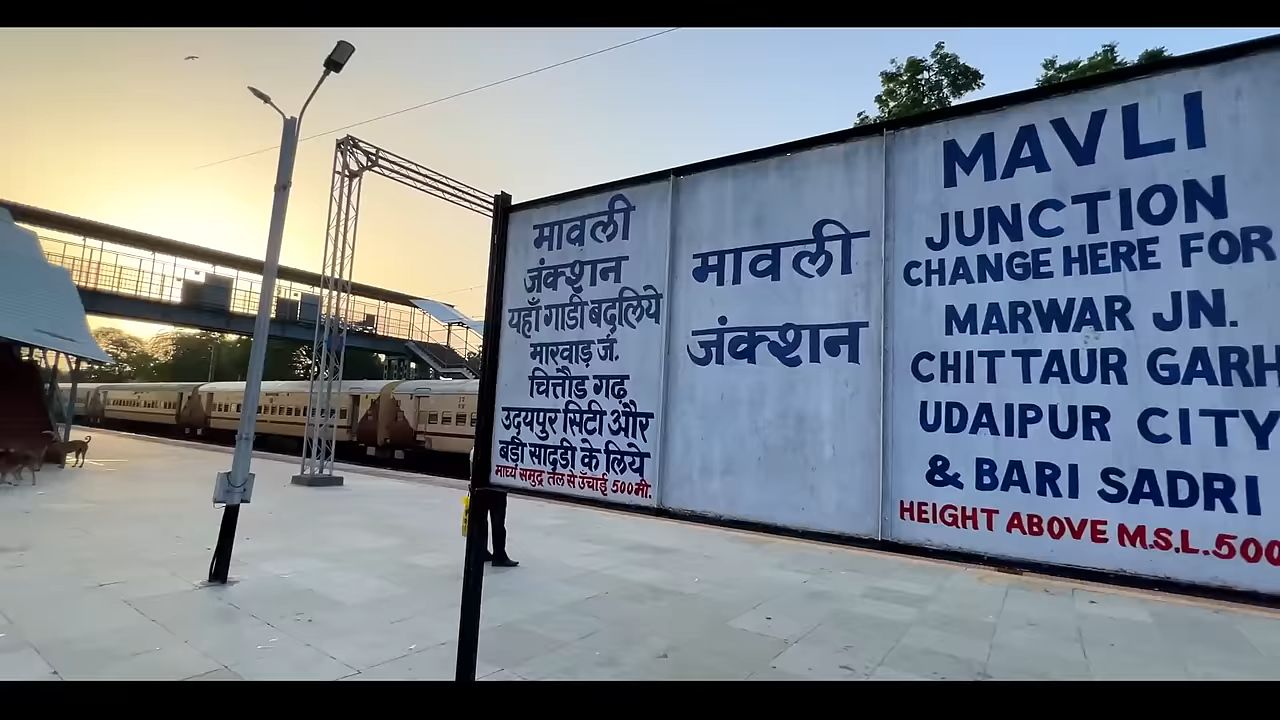 मावली
जंक्शन
यहाँ गाडी बदलिये
मारवाड़ जं.
चित्तौड गढ़
उदयपुर सिटी और
बड़ी सादड़ी के लिये
माध्य समुद्र तल से ऊँचाई 500मी.
मावली
जंक्शन
MAVLI
JUNCTION
CHANGE HERE FOR
MARWAR JN.
CHITTAUR GARH
UDAIPUR CITY
& BARI SADRI
HEIGHT ABOVE M.S.L.500